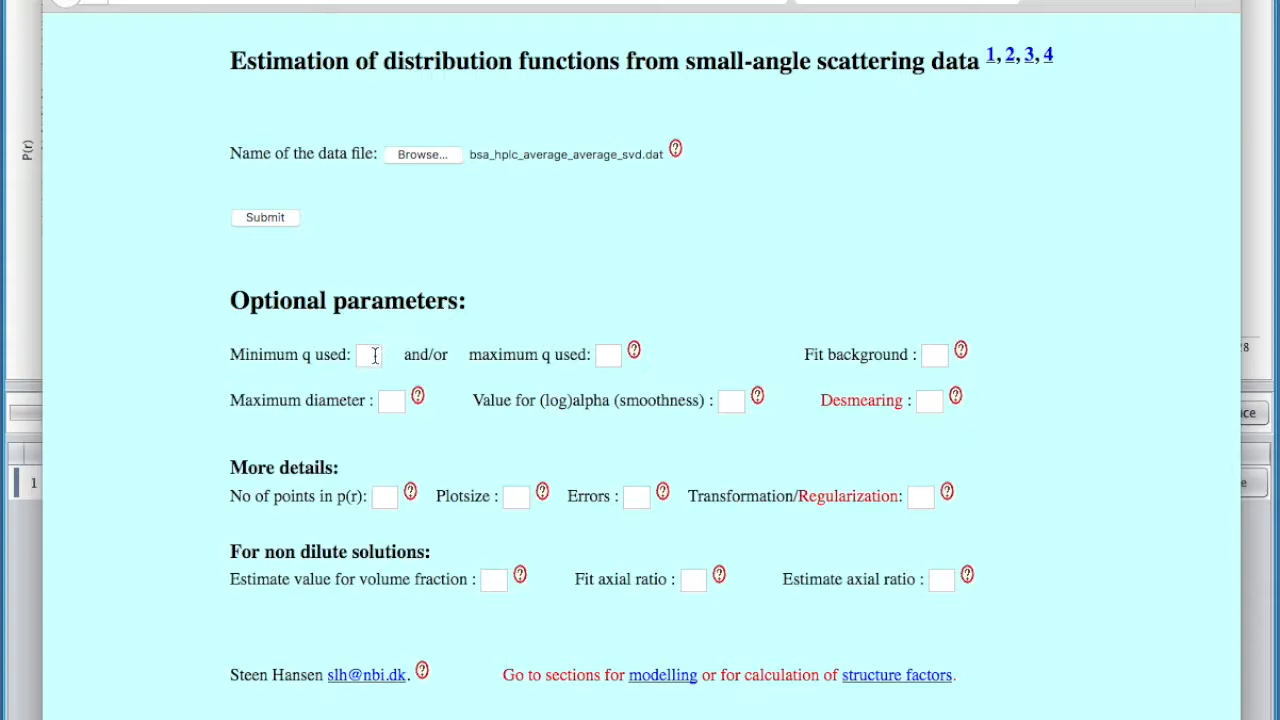 Estimation of distribution functions from small-angle scattering data 1, 2, 3, 4
P(r)
Name of the data file: Browse... bsa_hplc_average_average_svd.dat ?
Submit
Optional parameters:
Minimum q used: and/or maximum q used: ? Fit background : ?
8
Maximum diameter : ? Value for (log)alpha (smoothness) : ? Desmearing : ?
ce
More details:
1
No of points in p(r): ? Plotsize : ? Errors : ? Transformation/Regularization: ?
e
For non dilute solutions:
Estimate value for volume fraction : ? Fit axial ratio : ? Estimate axial ratio : ?
Steen Hansen slh@nbi.dk. ? Go to sections for modelling or for calculation of structure factors.